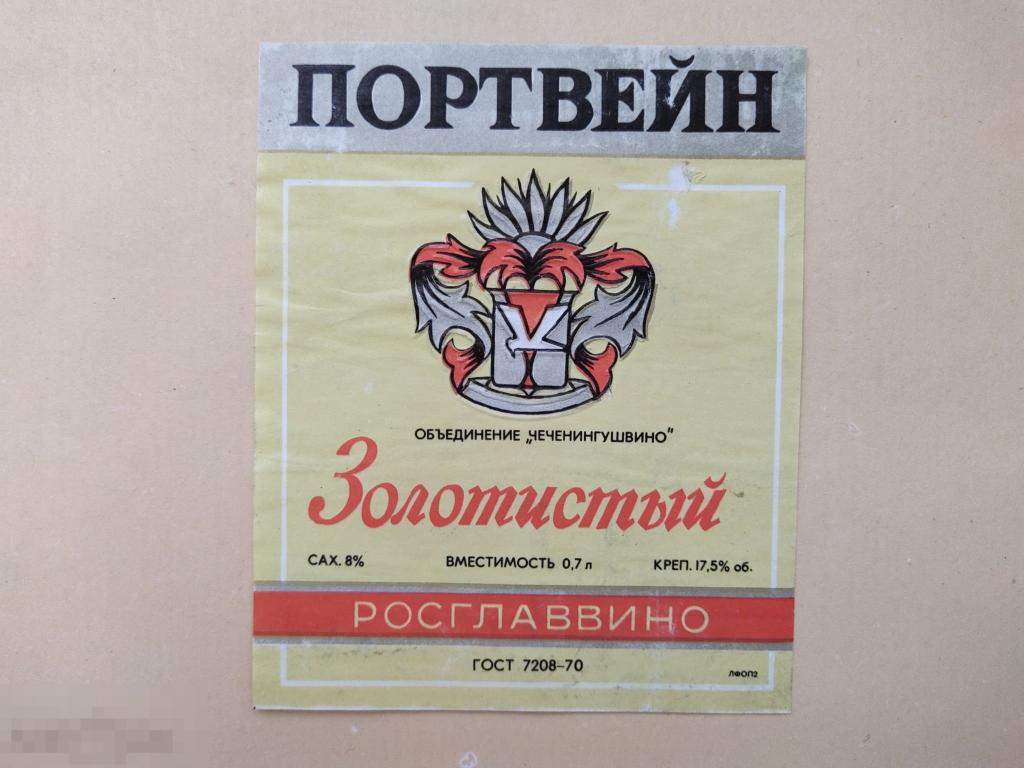 ПОРТВЕЙН
ОБЪЕДИНЕНИЕ „ЧЕЧЕНИНГУШВИНО"
Золотистый
САХ. 8% ВМЕСТИМОСТЬ 0,7 л КРЕП. 17,5% об.
РОСГЛАВВИНО
ГОСТ 7208–70
ЛФОП2